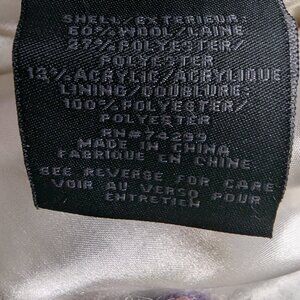 SHELL/EXTERIEUR:
60% WOOL/LAINE
27% POLYESTER/
POLYESTER
13% ACRYLIC/ACRYLIQUE
LINING/DOUBLURE:
100% POLYESTER/
POLYESTER
RN#74299
MADE IN CHINA
FABRIQUE EN CHINE
SEE REVERSE FOR CARE
VOIR AU VERSO POUR
ENTRETIEN